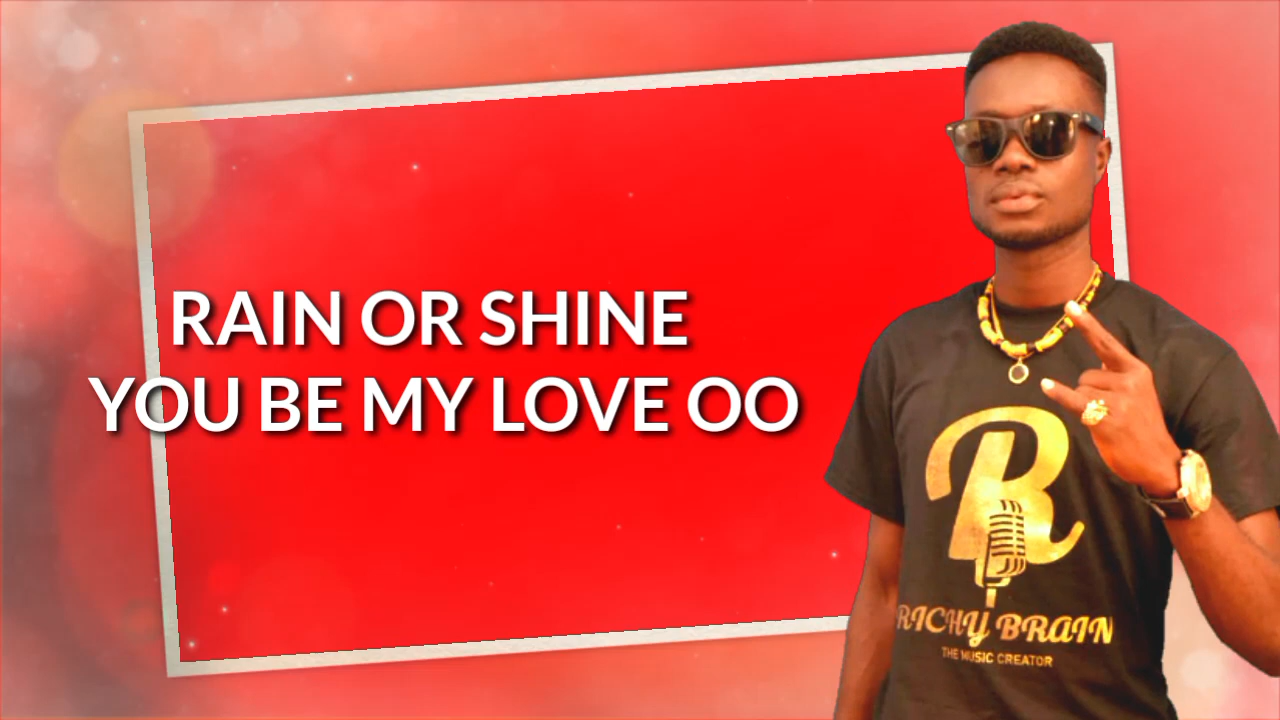 RAIN OR SHINE
YOU BE MY LOVE OO
R
RICHY BRAIN
THE MUSIC CREATOR